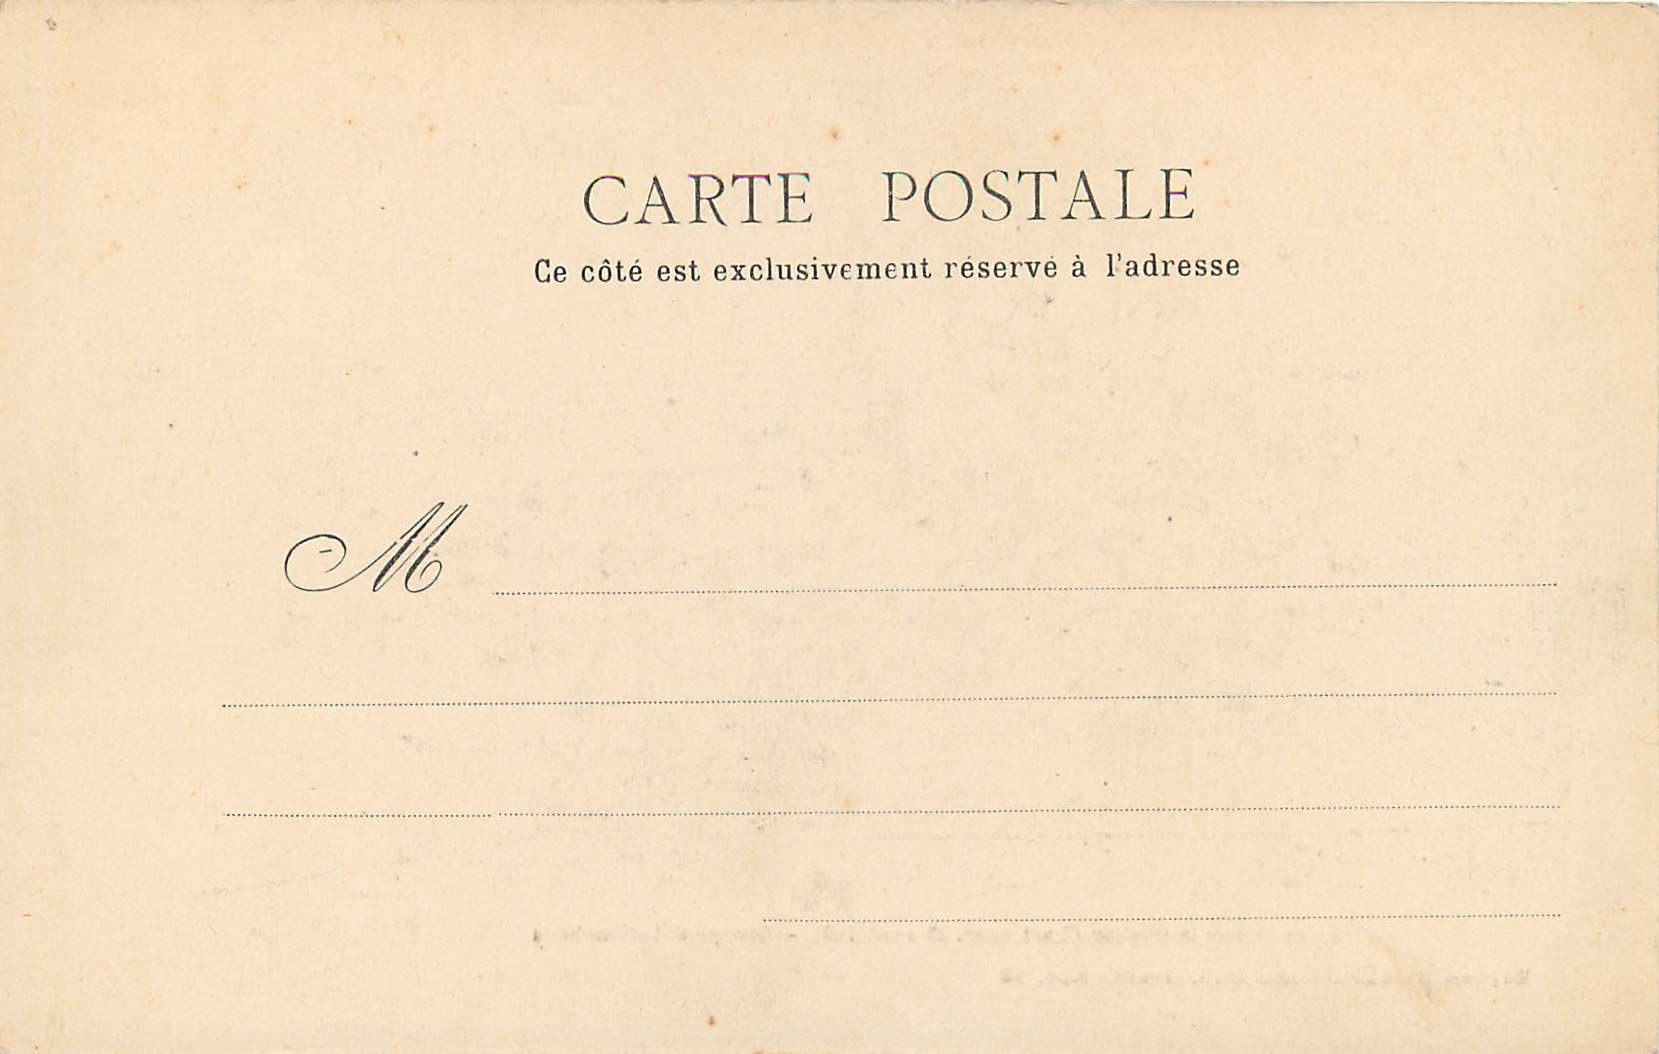 CARTE POSTALE
Ce côté est exclusivement réservé à l'adresse
M